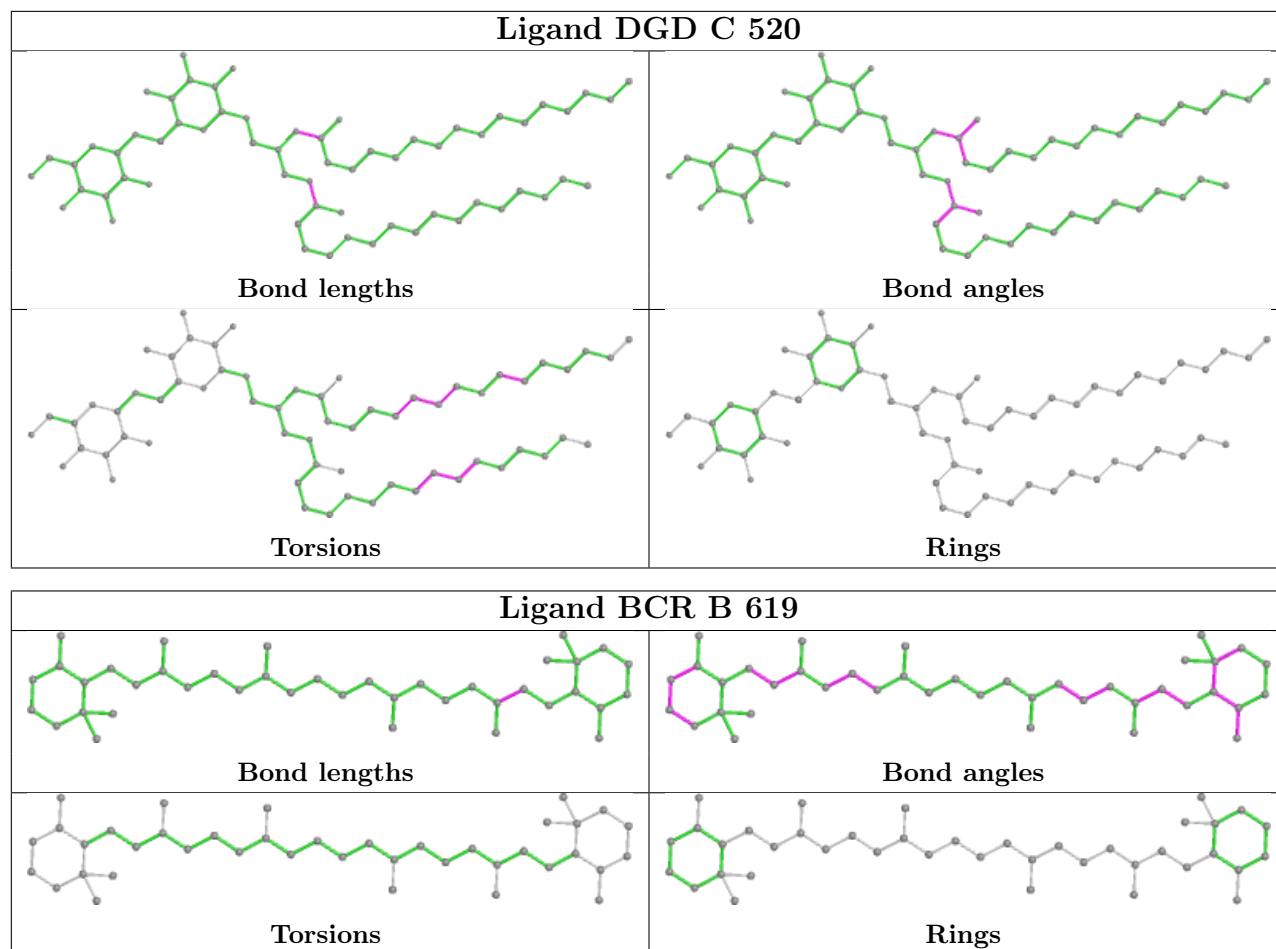 Ligand DGD C 520
Bond lengths
Bond angles
Torsions
Rings
Ligand BCR B 619
Bond lengths
Bond angles
Torsions
Rings